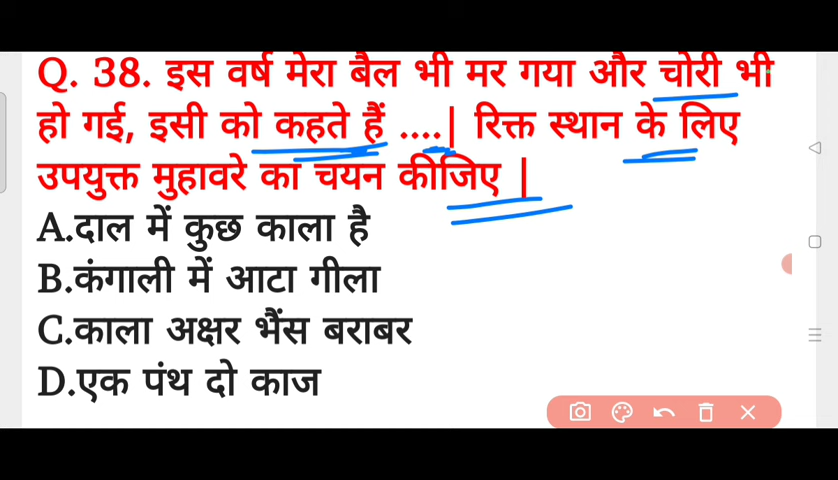 Q. 38. इस वर्ष मेरा बैल भी मर गया और चोरी भी
हो गई, इसी को कहते हैं ....| रिक्त स्थान के लिए
उपयुक्त मुहावरे का चयन कीजिए |
A.दाल में कुछ काला है
B.कंगाली में आटा गीला
C.काला अक्षर भैंस बराबर
D.एक पंथ दो काज